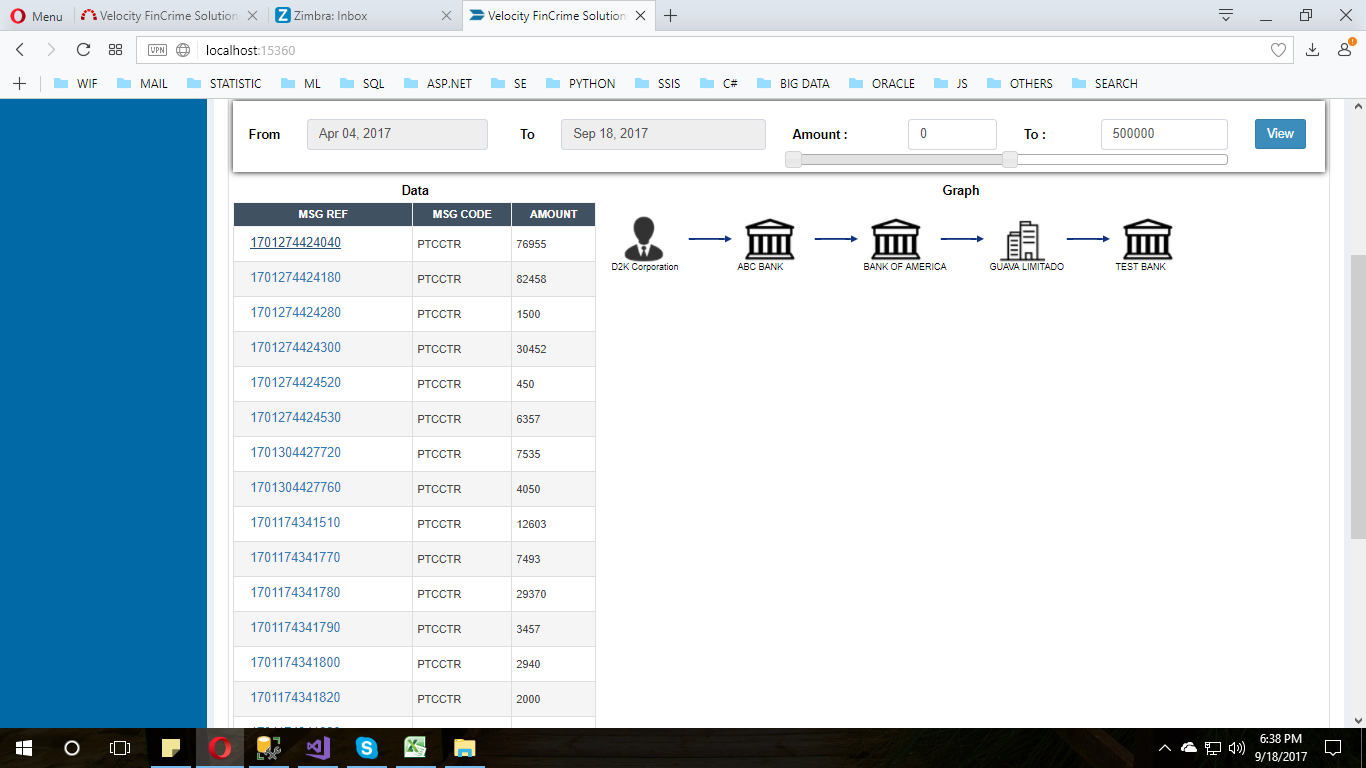 Menu Velocity FinCrime Solution Zimbra: Inbox Velocity FinCrime Solution
VPN localhost:15360
WIF MAIL STATISTIC ML SQL ASP.NET SE PYTHON SSIS C# BIG DATA ORACLE JS OTHERS SEARCH
From Apr 04, 2017 To Sep 18, 2017 Amount : 0 To : 500000 View
Data Graph
MSG REF MSG CODE AMOUNT
1701274424040 PTCCTR 76955
D2K Corporation ABC BANK BANK OF AMERICA GUAVA LIMITADO TEST BANK
1701274424180 PTCCTR 82458
1701274424280 PTCCTR 1500
1701274424300 PTCCTR 30452
1701274424520 PTCCTR 450
1701274424530 PTCCTR 6357
1701304427720 PTCCTR 7535
1701304427760 PTCCTR 4050
1701174341510 PTCCTR 12603
1701174341770 PTCCTR 7493
1701174341780 PTCCTR 29370
1701174341790 PTCCTR 3457
1701174341800 PTCCTR 2940
1701174341820 PTCCTR 2000
6:38 PM
9/18/2017